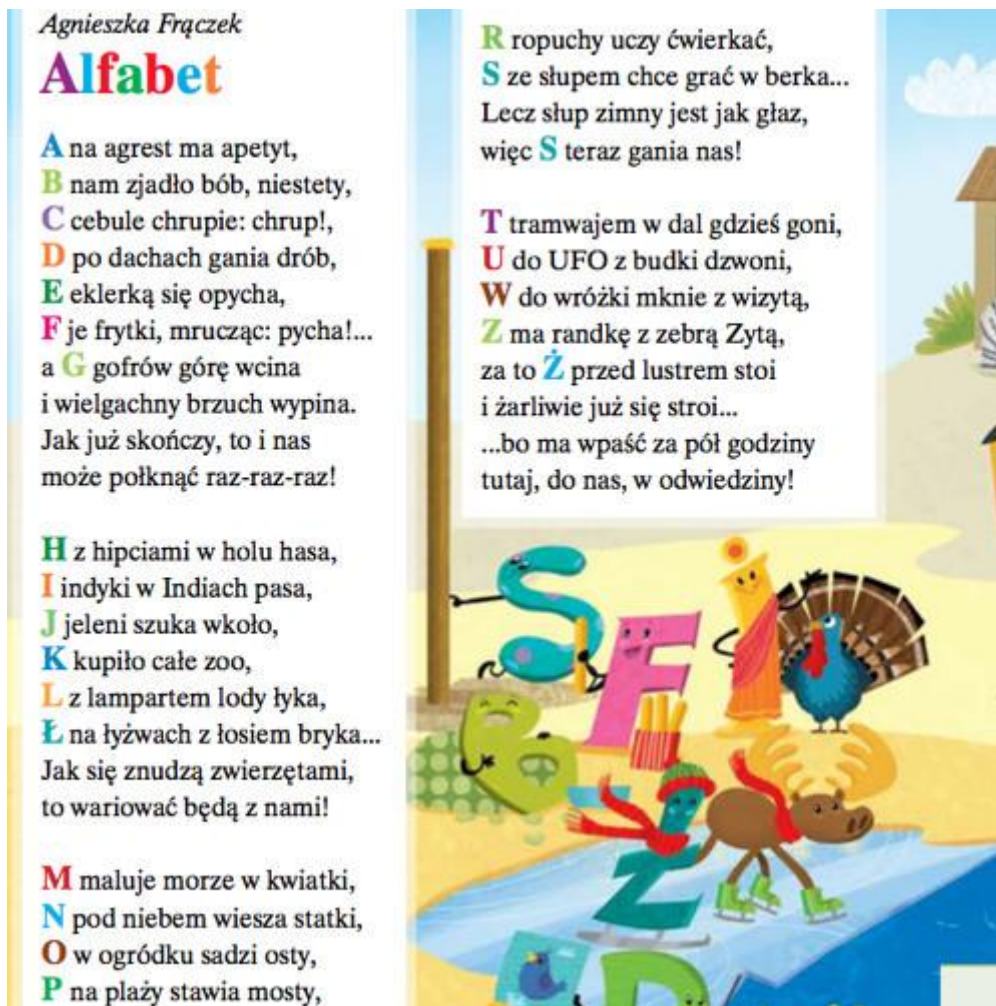 Agnieszka Frączek
Alfabet
A na agrest ma apetyt,
B nam zjadło bób, niestety,
C cebule chrupie: chrup!,
D po dachach gania drób,
E eklerką się opycha,
F je frytki, mrucząc: pycha!...
a G gofrów górę wcina
i wielgachny brzuch wypina.
Jak już skończy, to i nas
może połknąć raz-raz-raz!
H z hipciami w holu hasa,
I indyki w Indiach pasa,
J jeleni szuka wkoło,
K kupiło całe zoo,
L z lampartem lody łyka,
Ł na łyżwach z łosiem bryka...
Jak się znudzą zwierzętami,
to wariować będą z nami!
M maluje morze w kwiatki,
N pod niebem wiesza statki,
O w ogródku sadzi osty,
P na plaży stawia mosty,
R ropuchy uczy ćwierkać,
S ze słupem chce grać w berka...
Lecz słup zimny jest jak głaz,
więc S teraz gania nas!
T tramwajem w dal gdzieś goni,
U do UFO z budki dzwoni,
W do wróżki mknie z wizytą,
Z ma randkę z zebrą Zytą,
za to Ż przed lustrem stoi
i żarliwie już się stroi...
...bo ma wpaść za pół godziny
tutaj, do nas, w odwiedziny!